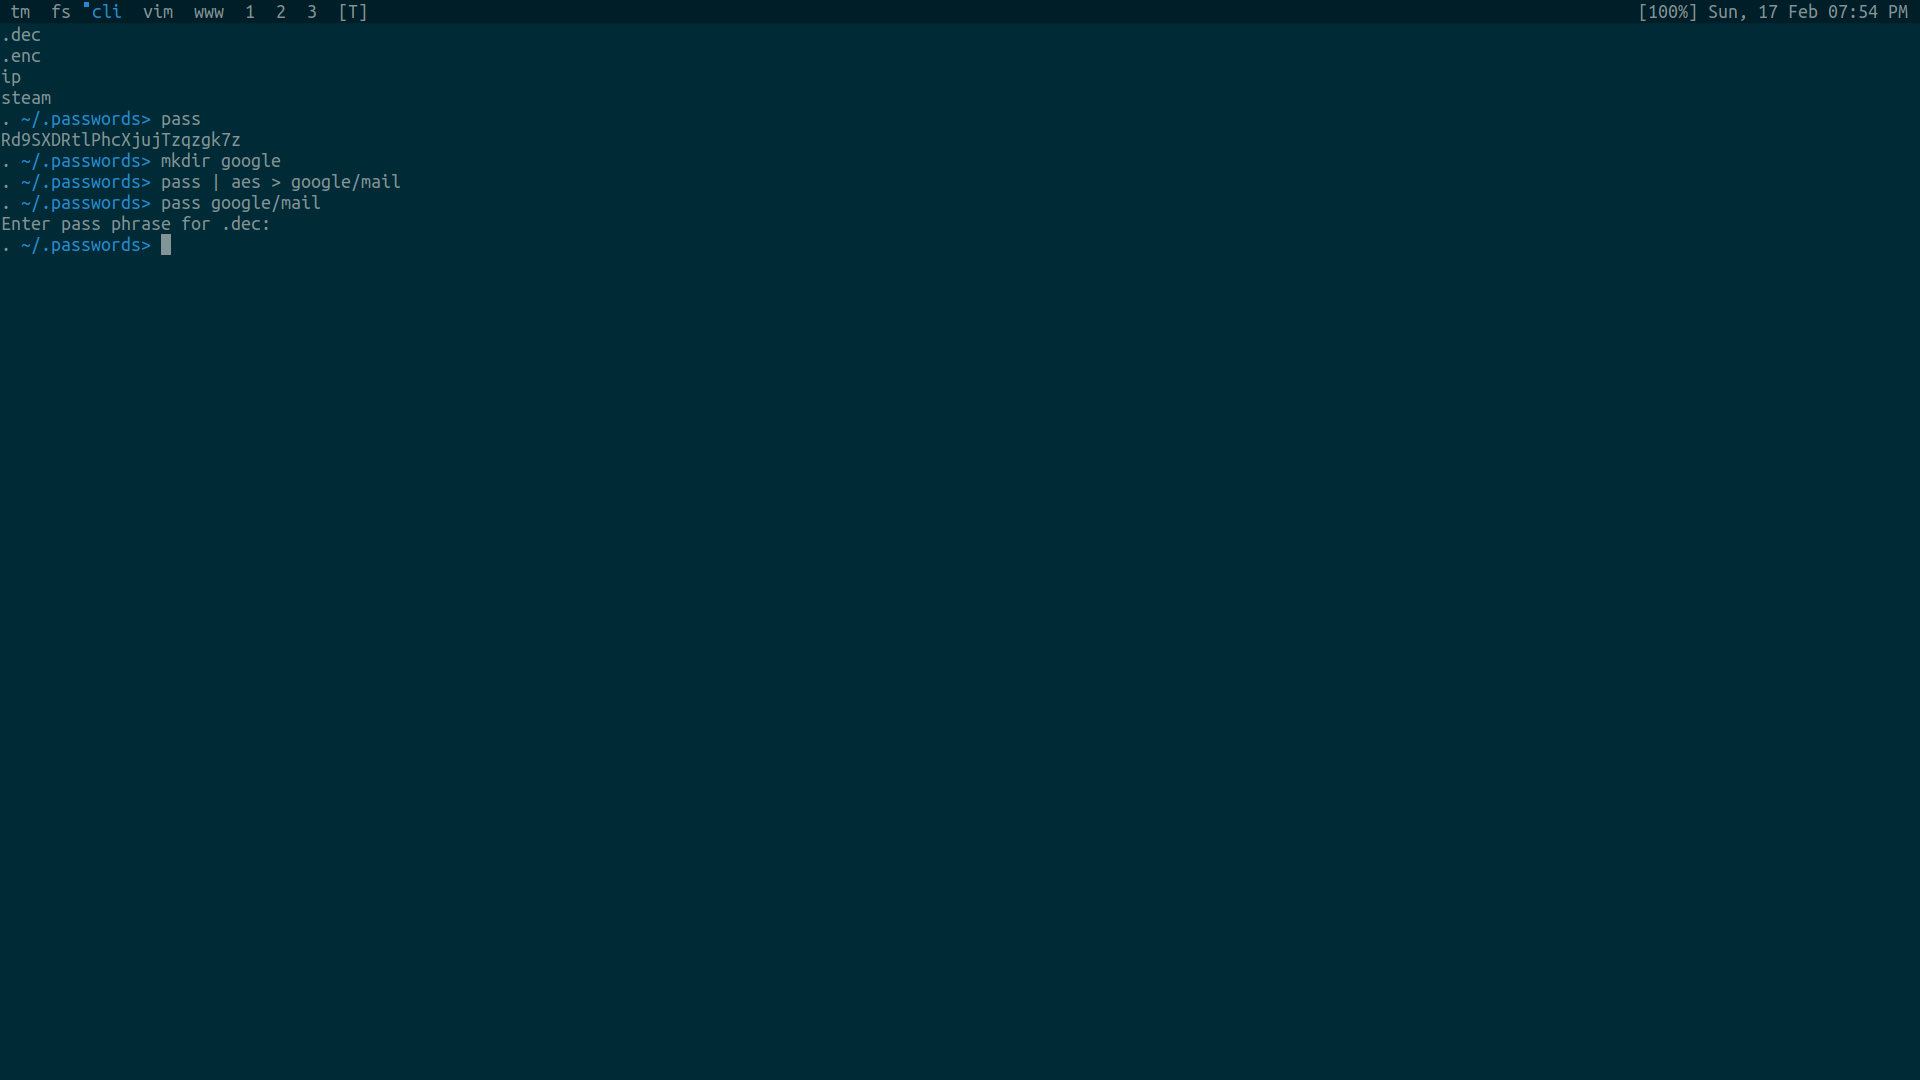 tm fs cli vim www 1 2 3 [T] [100%] Sun, 17 Feb 07:54 PM
.dec
.enc
ip
steam
. ~/.passwords> pass
Rd9SXDRtlPhcXjujTzqzgk7z
. ~/.passwords> mkdir google
. ~/.passwords> pass | aes > google/mail
. ~/.passwords> pass google/mail
Enter pass phrase for .dec:
. ~/.passwords>